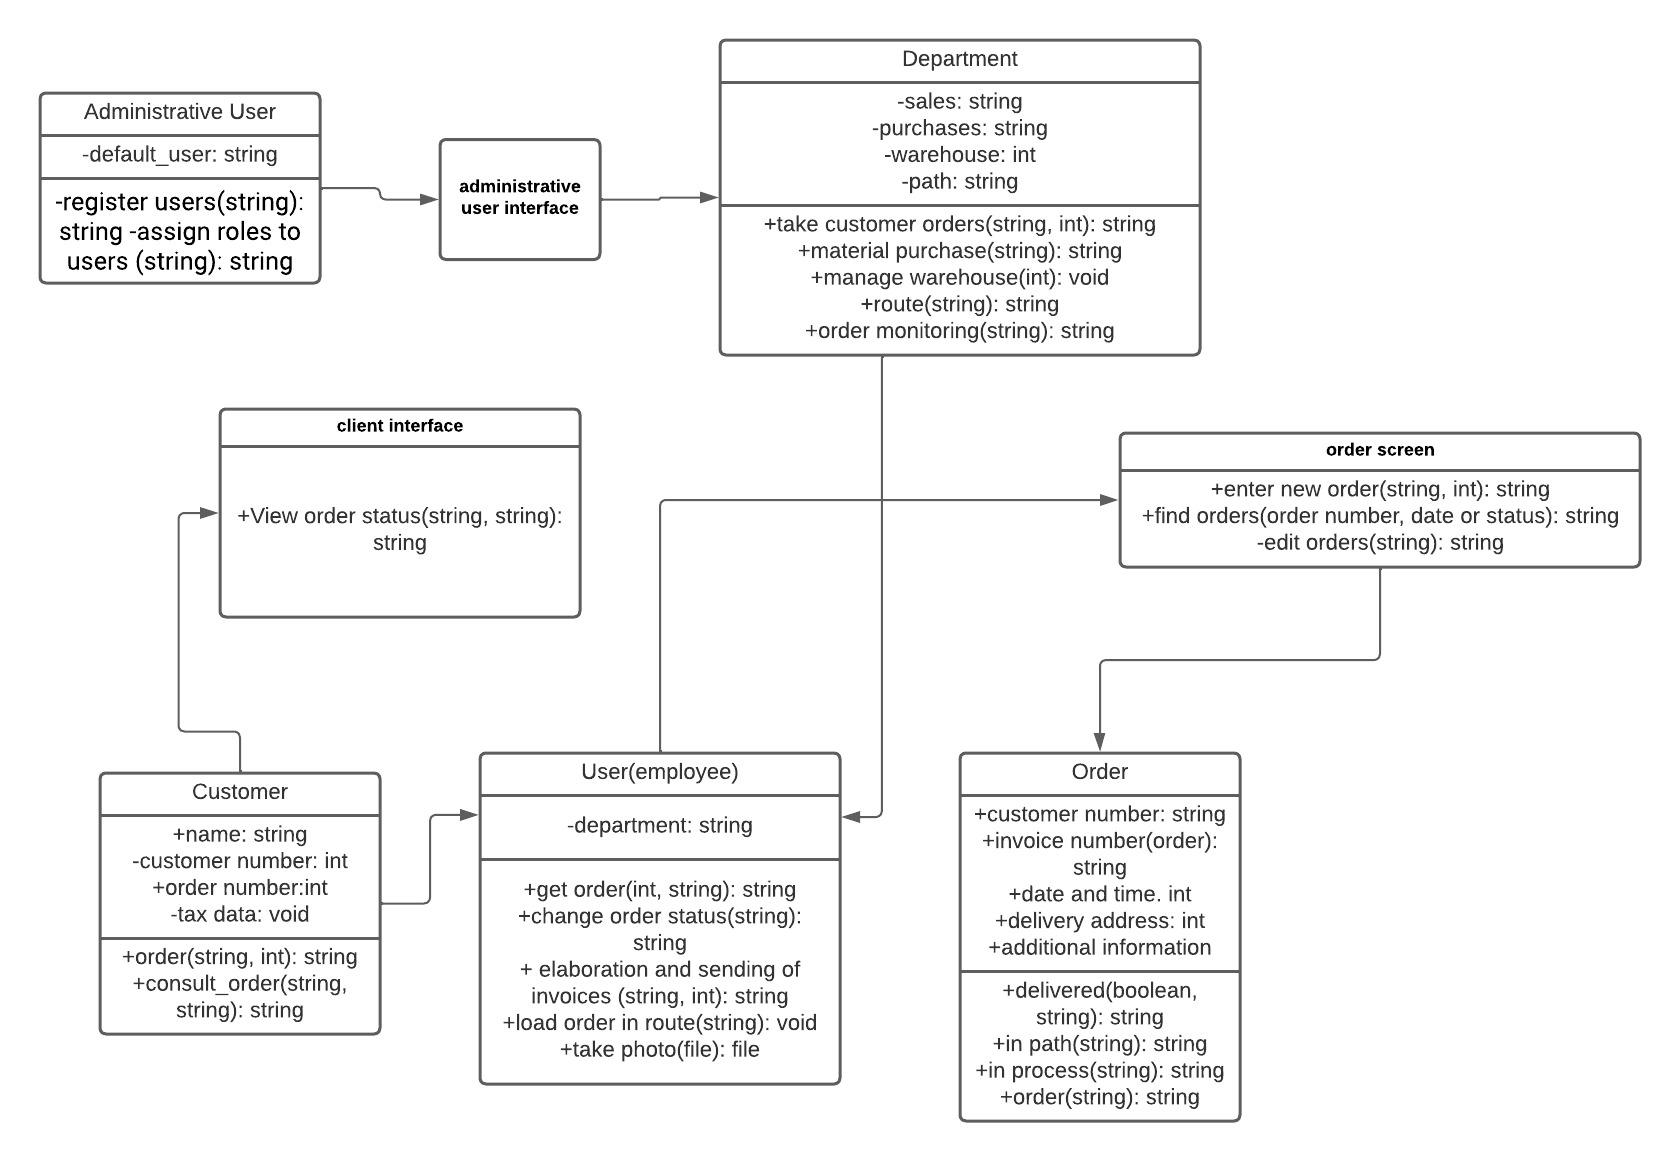 Department
-sales: string
-purchases: string
-warehouse: int
-path: string
+take customer orders(string, int): string
+material purchase(string): string
+manage warehouse(int): void
+route(string): string
+order monitoring(string): string
Administrative User
-default_user: string
-register users(string):
string -assign roles to
users (string): string
administrative
user interface
client interface
+View order status(string, string):
string
order screen
+enter new order(string, int): string
+find orders(order number, date or status): string
-edit orders(string): string
Customer
+name: string
-customer number: int
+order number:int
-tax data: void
+order(string, int): string
+consult_order(string,
string): string
User(employee)
-department: string
+get order(int, string): string
+change order status(string):
string
+ elaboration and sending of
invoices (string, int): string
+load order in route(string): void
+take photo(file): file
Order
+customer number: string
+invoice number(order):
string
+date and time. int
+delivery address: int
+additional information
+delivered(boolean,
string): string
+in path(string): string
+in process(string): string
+order(string): string